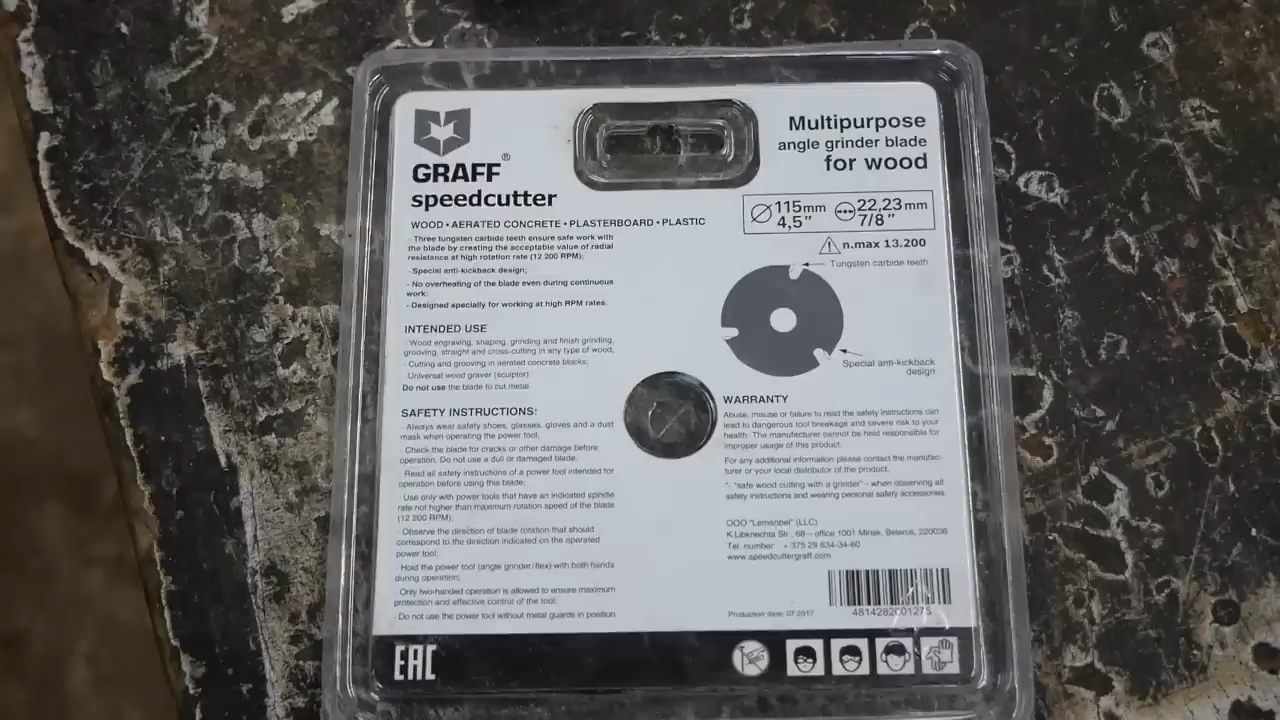 GRAFF®
speedcutter
WOOD • AERATED CONCRETE • PLASTERBOARD • PLASTIC
- Three tungsten carbide teeth ensure safe work with
the blade by creating the acceptable value of radial
resistance at high rotation rate (12 200 RPM);
- Special anti-kickback design;
- No overheating of the blade even during continuous
work;
- Designed specially for working at high RPM rates.
INTENDED USE
- Wood engraving, shaping, grinding and finish grinding,
grooving, straight and cross-cutting in any type of wood,
- Cutting and grooving in aerated concrete blocks;
Universal wood graver (sculptor)
Do not use the blade to cut metal
SAFETY INSTRUCTIONS:
- Always wear safety shoes, glasses, gloves and a dust
mask when operating the power tool,
- Check the blade for cracks or other damage before
operation. Do not use a dull or damaged blade.
- Read all safety instructions of a power tool intended for
operation before using this blade;
- Use only with power tools that have an indicated spindle
rate not higher than maximum rotation speed of the blade
(12 200 RPM);
- Observe the direction of blade rotation that should
correspond to the direction indicated on the operated
power tool;
- Hold the power tool (angle grinder/flex) with both hands
during operation;
- Only two-handed operation is allowed to ensure maximum
protection and effective control of the tool;
- Do not use the power tool without metal guards in position
Multipurpose
angle grinder blade
for wood
115mm 22,23mm
4,5" 7/8"
n.max 13.200
Tungsten carbide teeth
Special anti-kickback
design
WARRANTY
Abuse, misuse or failure to read the safety instructions can
lead to dangerous tool breakage and severe risk to your
health. The manufacturer cannot be held responsible for
improper usage of this product.
For any additional information please contact the manufac-
turer or your local distributor of the product.
*- "safe wood cutting with a grinder" - when observing all
safety instructions and wearing personal safety accessories.
OOO "Lemanbel" (LLC)
K.Libknechta Str., 68 – office 1001 Minsk, Belarus, 220036
Tel. number: + 375 29 634-34-60
www.speedcuttergraff.com
Production date: 07.2017
4814282001275
EAC